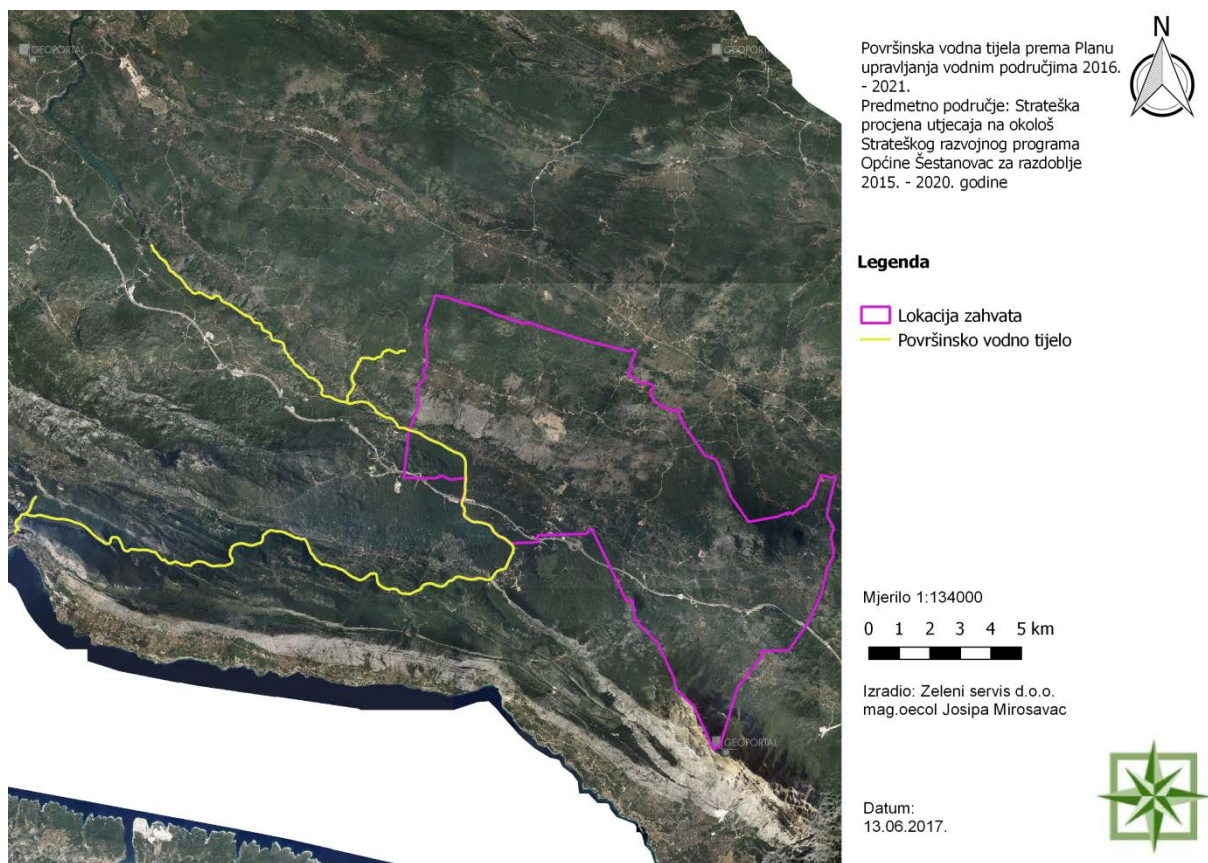 GEOPORTAL
GEOPORTAL
Površinska vodna tijela prema Planu
upravljanja vodnim područjima 2016.
- 2021.
Predmetno područje: Strateška
procjena utjecaja na okološ
Strateškog razvojnog programa
Općine Šestanovac za razdoblje
2015. - 2020. godine
N
Legenda
Lokacija zahvata
Površinsko vodno tijelo
Mjerilo 1:134000
0 1 2 3 4 5 km
Izradio: Zeleni servis d.o.o.
mag.oecol Josipa Mirosavac
GEOPORTAL
Datum:
13.06.2017.